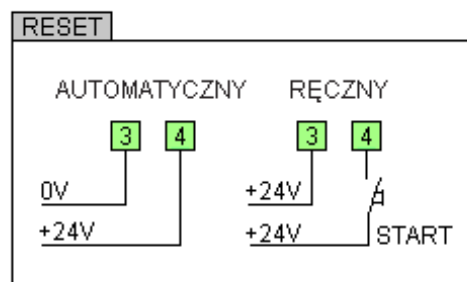 RESET
AUTOMATYCZNY RĘCZNY
3 4 3 4
0V +24V
+24V +24V START